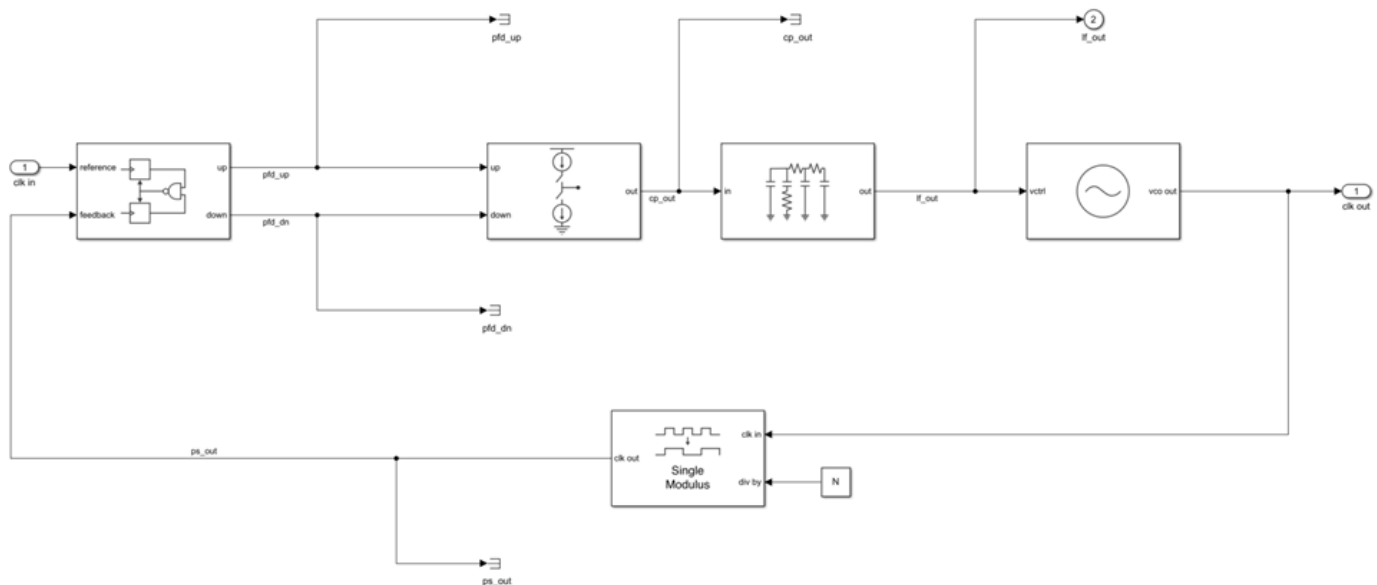 2
pfd_up
cp_out
lf_out
1
clk in
reference
feedback
up
down
pfd_up
pfd_dn
up
down
out
cp_out
in
out
lf_out
vctrl
vco out
1
clk out
pfd_dn
ps_out
clk out
Single
Modulus
clk in
div by
N
ps_out